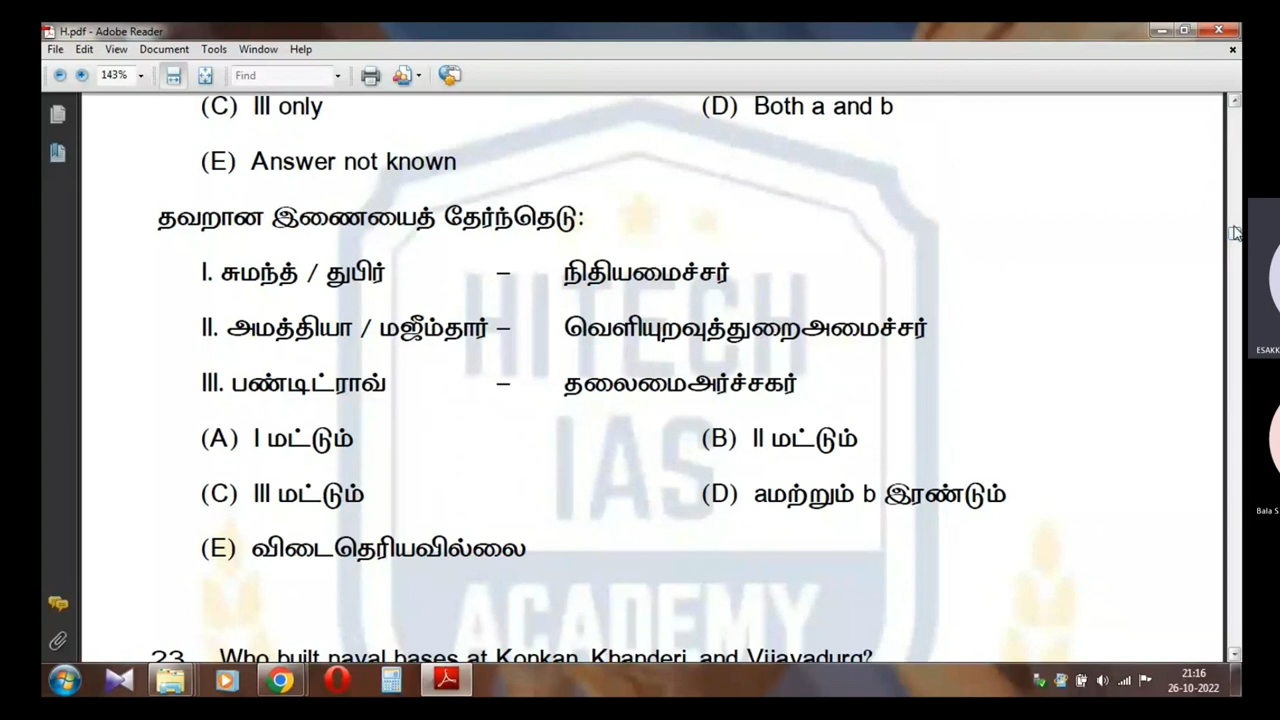 H.pdf - Adobe Reader
File Edit View Document Tools Window Help
143% Find
(C) III only (D) Both a and b
(E) Answer not known
தவறான இணையைத் தேர்ந்தெடு:
I. சுமந்த் / துபிர் – நிதியமைச்சர்
II. அமத்தியா / மஜீம்தார் – வெளியுறவுத்துறைஅமைச்சர்
III. பண்டிட்ராவ் – தலைமைஅர்ச்சகர்
(A) I மட்டும் (B) II மட்டும்
(C) III மட்டும் (D) aமற்றும் b இரண்டும்
(E) விடைதெரியவில்லை
23 Who built naval bases at Konkan, Khanderi, and Vijayadurg?
HITECH
IAS
ACADEMY
ESAKK
Bala S
21:16
26-10-2022